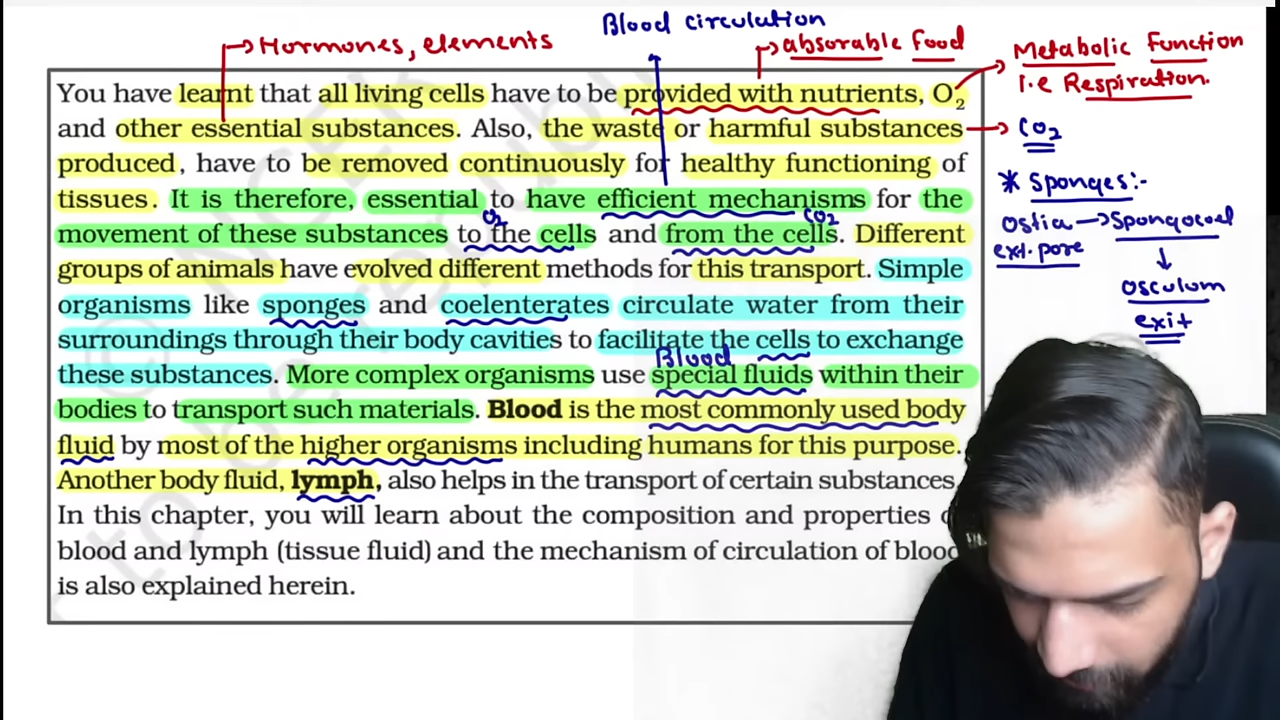 Blood circulation
→Hormones, elements
→absorable food
Metabolic Function
i.e Respiration.
You have learnt that all living cells have to be provided with nutrients, O2
and other essential substances. Also, the waste or harmful substances
→ CO2
produced, have to be removed continuously for healthy functioning of
tissues. It is therefore, essential to have efficient mechanisms for the
* Sponges:-
O2 CO2
movement of these substances to the cells and from the cells. Different
Ostia →Spongocoel
ext. pore
groups of animals have evolved different methods for this transport. Simple
↓
osculum
organisms like sponges and coelenterates circulate water from their
exit
surroundings through their body cavities to facilitate the cells to exchange
Blood
these substances. More complex organisms use special fluids within their
bodies to transport such materials. Blood is the most commonly used body
fluid by most of the higher organisms including humans for this purpose.
Another body fluid, lymph, also helps in the transport of certain substances.
In this chapter, you will learn about the composition and properties
blood and lymph (tissue fluid) and the mechanism of circulation of blood
is also explained herein.